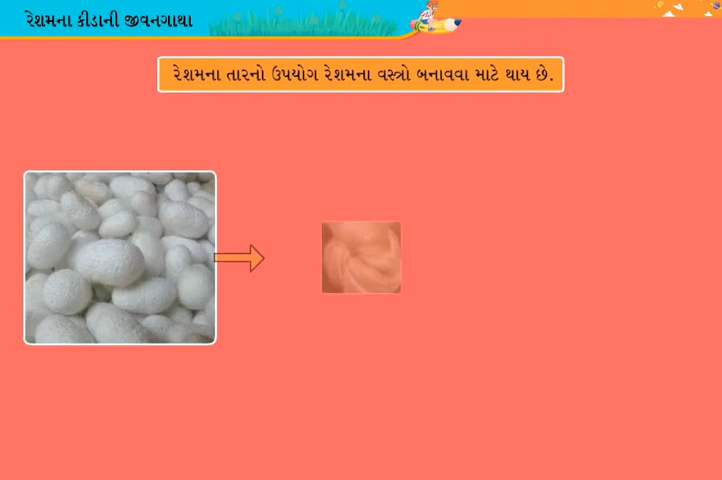 રેશમના કીડાની જીવનગાથા
રેશમના તારનો ઉપયોગ રેશમના વસ્ત્રો બનાવવા માટે થાય છે.